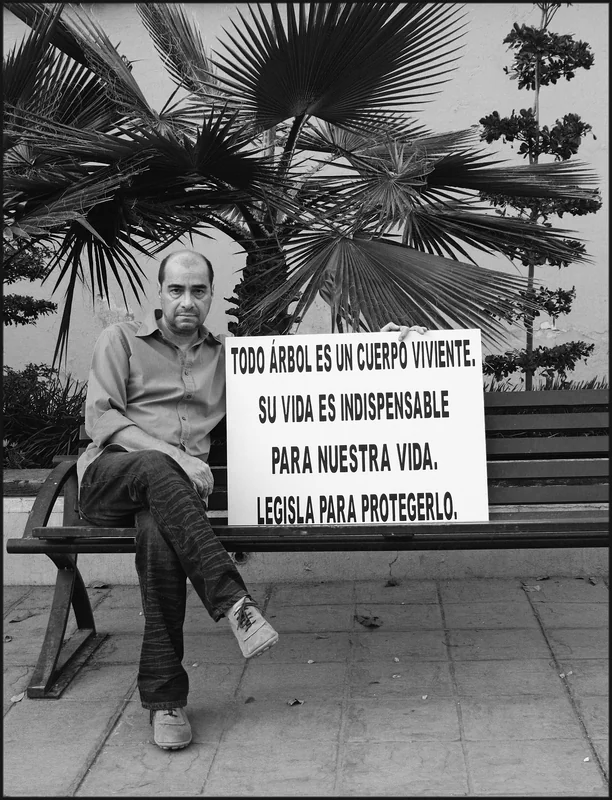 TODO ÁRBOL ES UN CUERPO VIVIENTE.
SU VIDA ES INDISPENSABLE
PARA NUESTRA VIDA.
LEGISLA PARA PROTEGERLO.